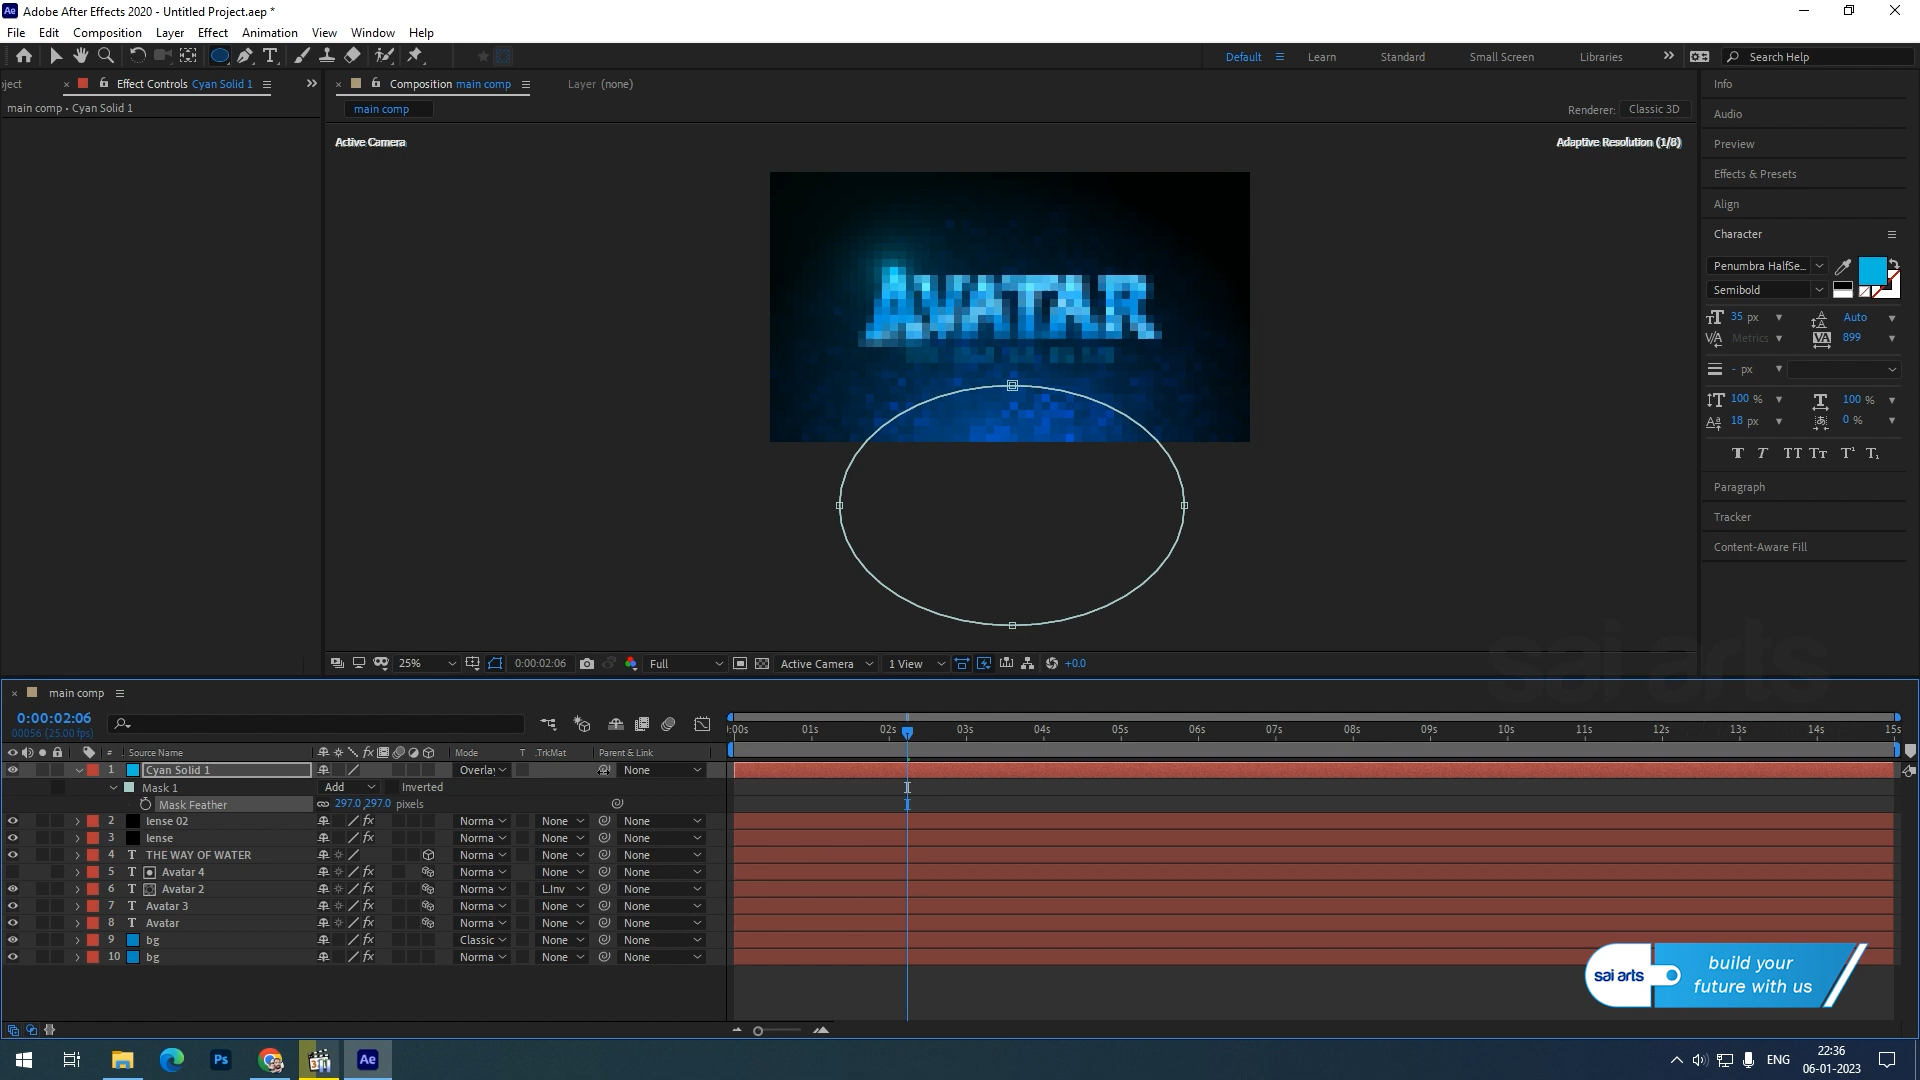 Adobe After Effects 2020 - Untitled Project.aep *
File Edit Composition Layer Effect Animation View Window Help
Default Learn Standard Small Screen Libraries Search Help
oject Effect Controls Cyan Solid 1
Composition main comp Layer (none)
main comp • Cyan Solid 1
main comp
Renderer: Classic 3D
Active Camera
Adaptive Resolution (1/8)
AVATAR
Info
Audio
Preview
Effects & Presets
Align
Character
Penumbra HalfSe...
Semibold
35 px Auto
Metrics 899
- px
100 % 100 %
18 px 0 %
Paragraph
Tracker
Content-Aware Fill
sai arts
25% 0:00:02:06 Full Active Camera 1 View +0.0
main comp
0:00:02:06
00056 (25.00 fps)
:00s 01s 02s 03s 04s 05s 06s 07s 08s 09s 10s 11s 12s 13s 14s 15s
# Source Name Mode T .TrkMat Parent & Link
1 Cyan Solid 1 Overlay None
Mask 1 Add Inverted
Mask Feather 297.0,297.0 pixels
2 lense 02 Norma None None
3 lense Norma None None
4 THE WAY OF WATER Norma None None
5 Avatar 4 Norma None None
6 Avatar 2 Norma L.Inv None
7 Avatar 3 Norma None None
8 Avatar Norma None None
9 bg Classic None None
10 bg Norma None None
sai arts
build your
future with us
Ps Ae ENG
22:36
06-01-2023